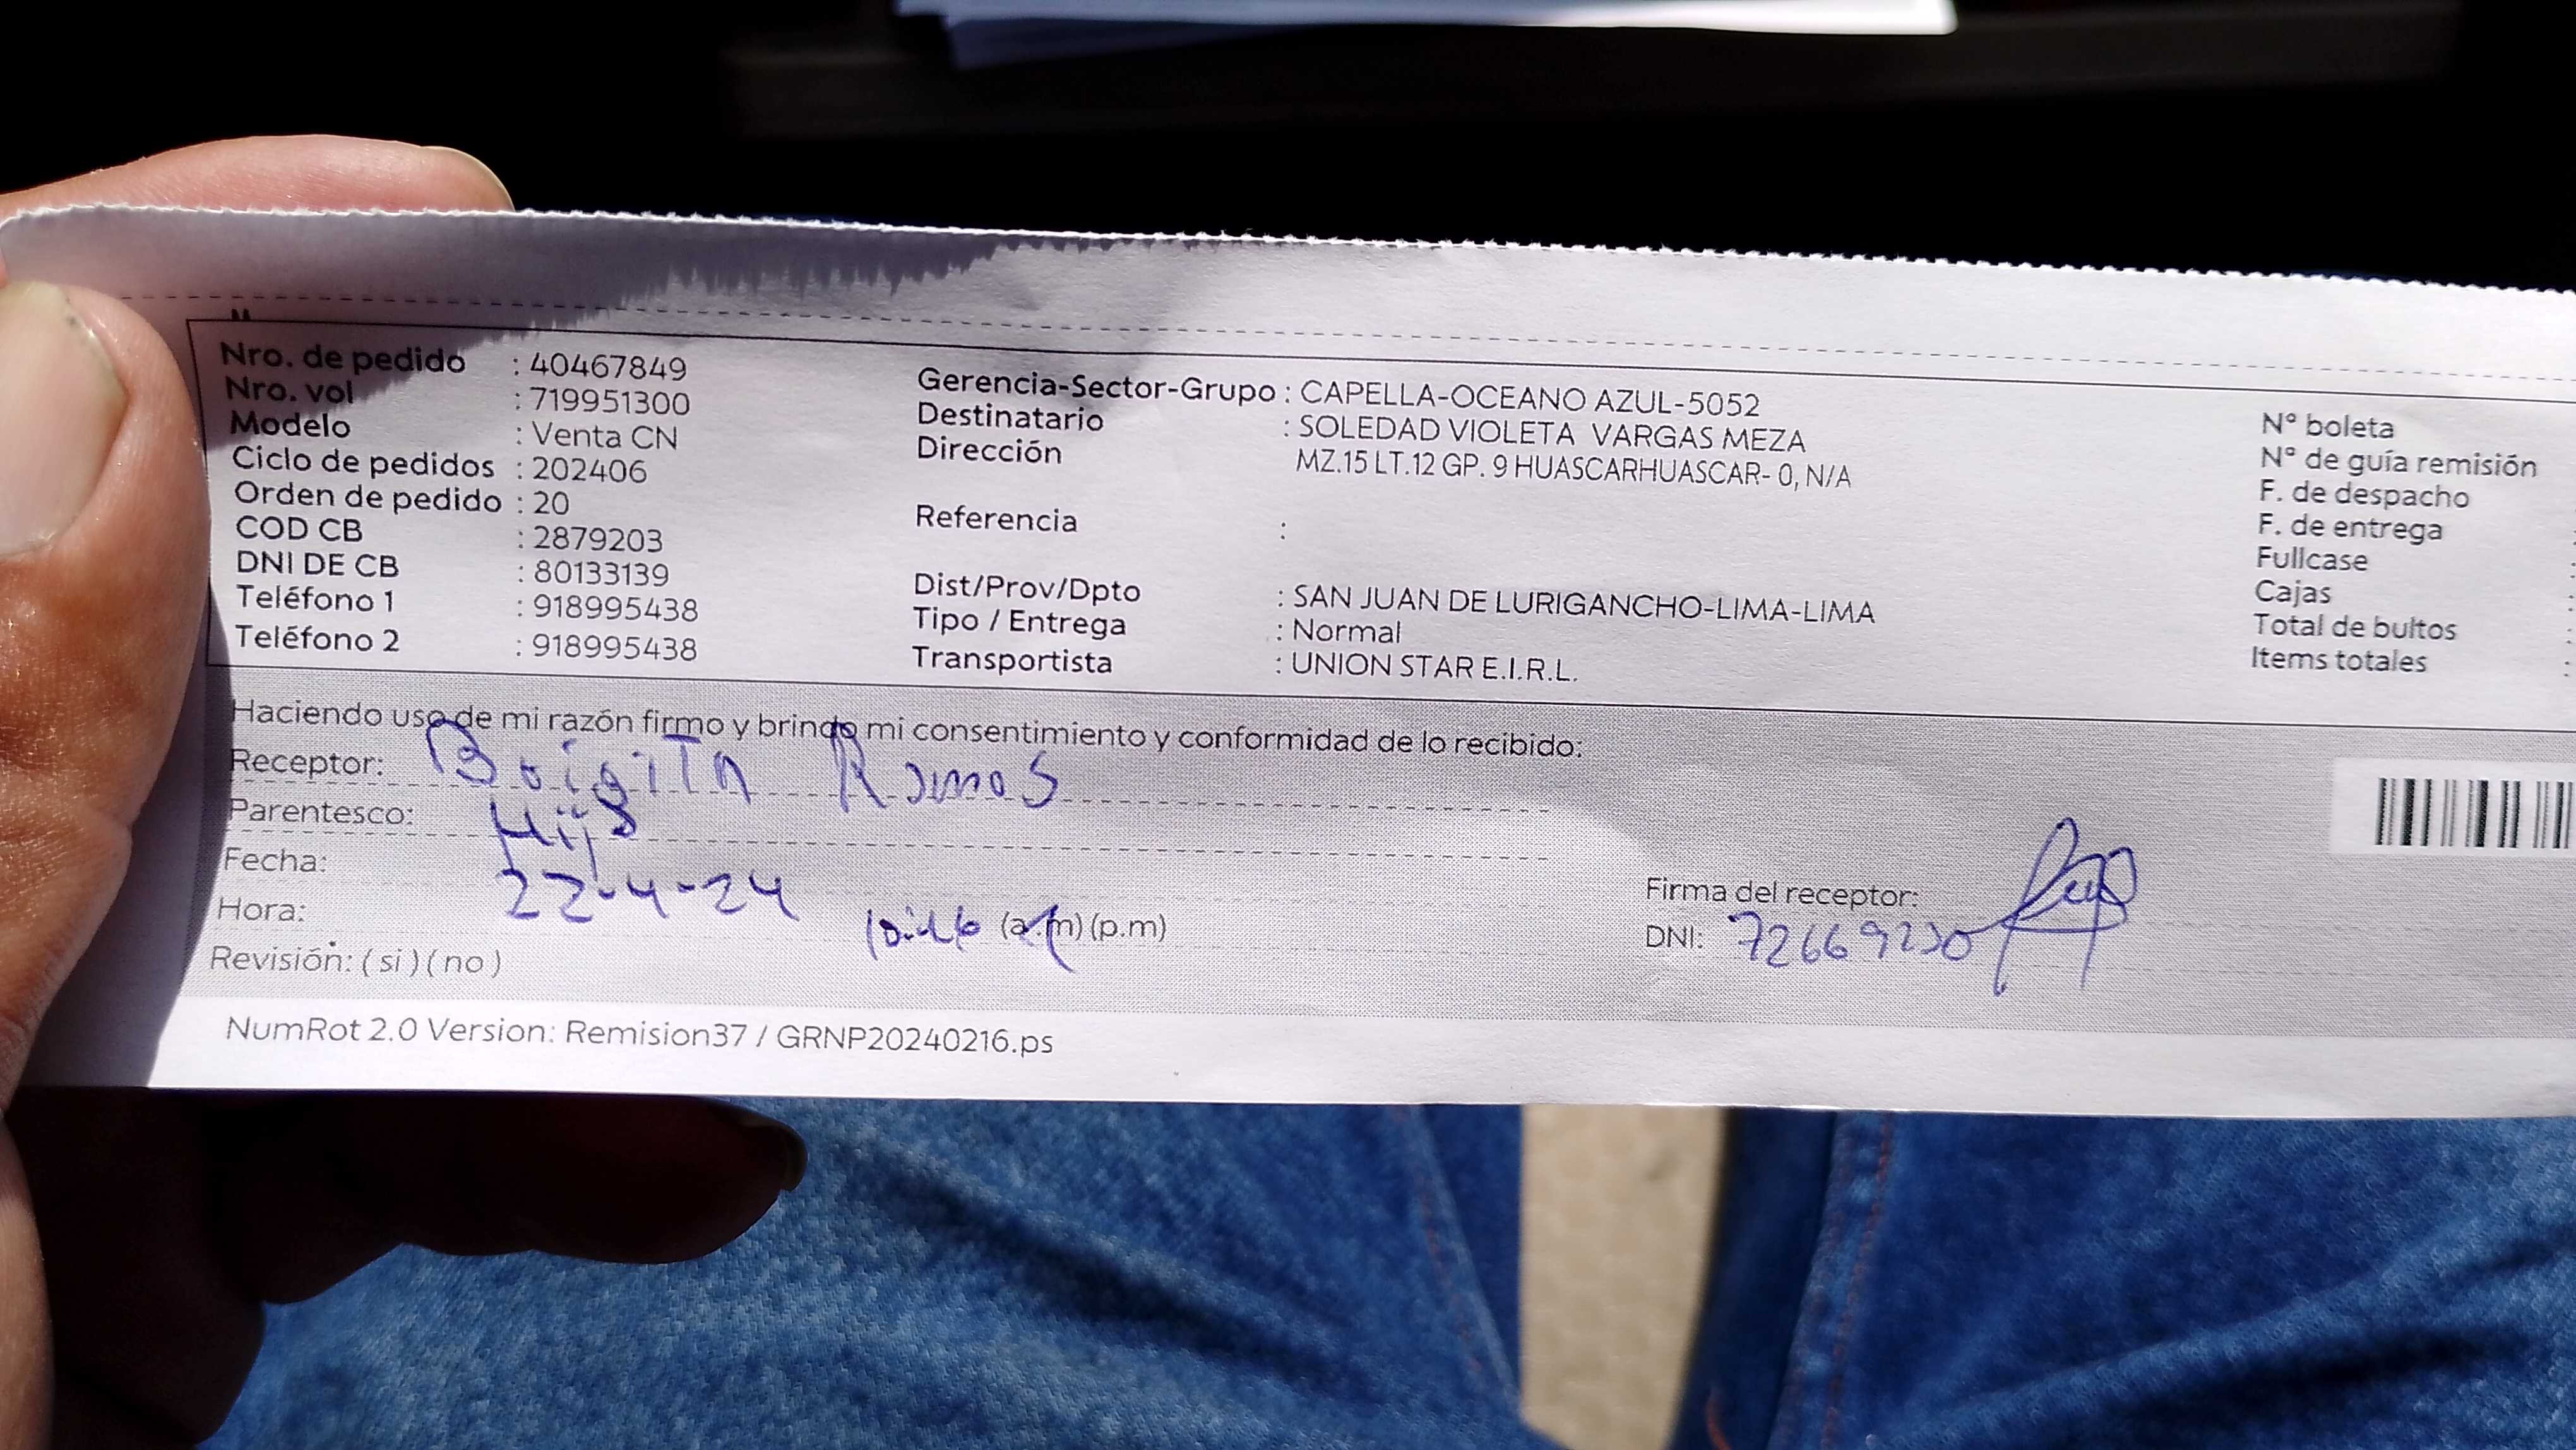 Nro. de pedido : 40467849
Nro. vol : 719951300
Modelo : Venta CN
Ciclo de pedidos : 202406
Orden de pedido : 20
COD CB : 2879203
DNI DE CB : 80133139
Teléfono 1 : 918995438
Teléfono 2 : 918995438
Gerencia-Sector-Grupo : CAPELLA-OCEANO AZUL-5052
Destinatario : SOLEDAD VIOLETA VARGAS MEZA
Dirección MZ.15 LT.12 GP. 9 HUASCARHUASCAR- 0, N/A
Referencia :
Dist/Prov/Dpto : SAN JUAN DE LURIGANCHO-LIMA-LIMA
Tipo / Entrega : Normal
Transportista : UNION STAR E.I.R.L.
N° boleta
N° de guía remisión
F. de despacho
F. de entrega :
Fullcase :
Cajas :
Total de bultos :
Items totales :
Haciendo uso de mi razón firmo y brindo mi consentimiento y conformidad de lo recibido:
Receptor: Ramos
Parentesco:
Fecha: 22-4-24
Hora: (a.m) (p.m)
Revisión: ( si ) ( no )
Firma del receptor:
DNI: 72669230
NumRot 2.0 Version: Remision37 / GRNP20240216.ps